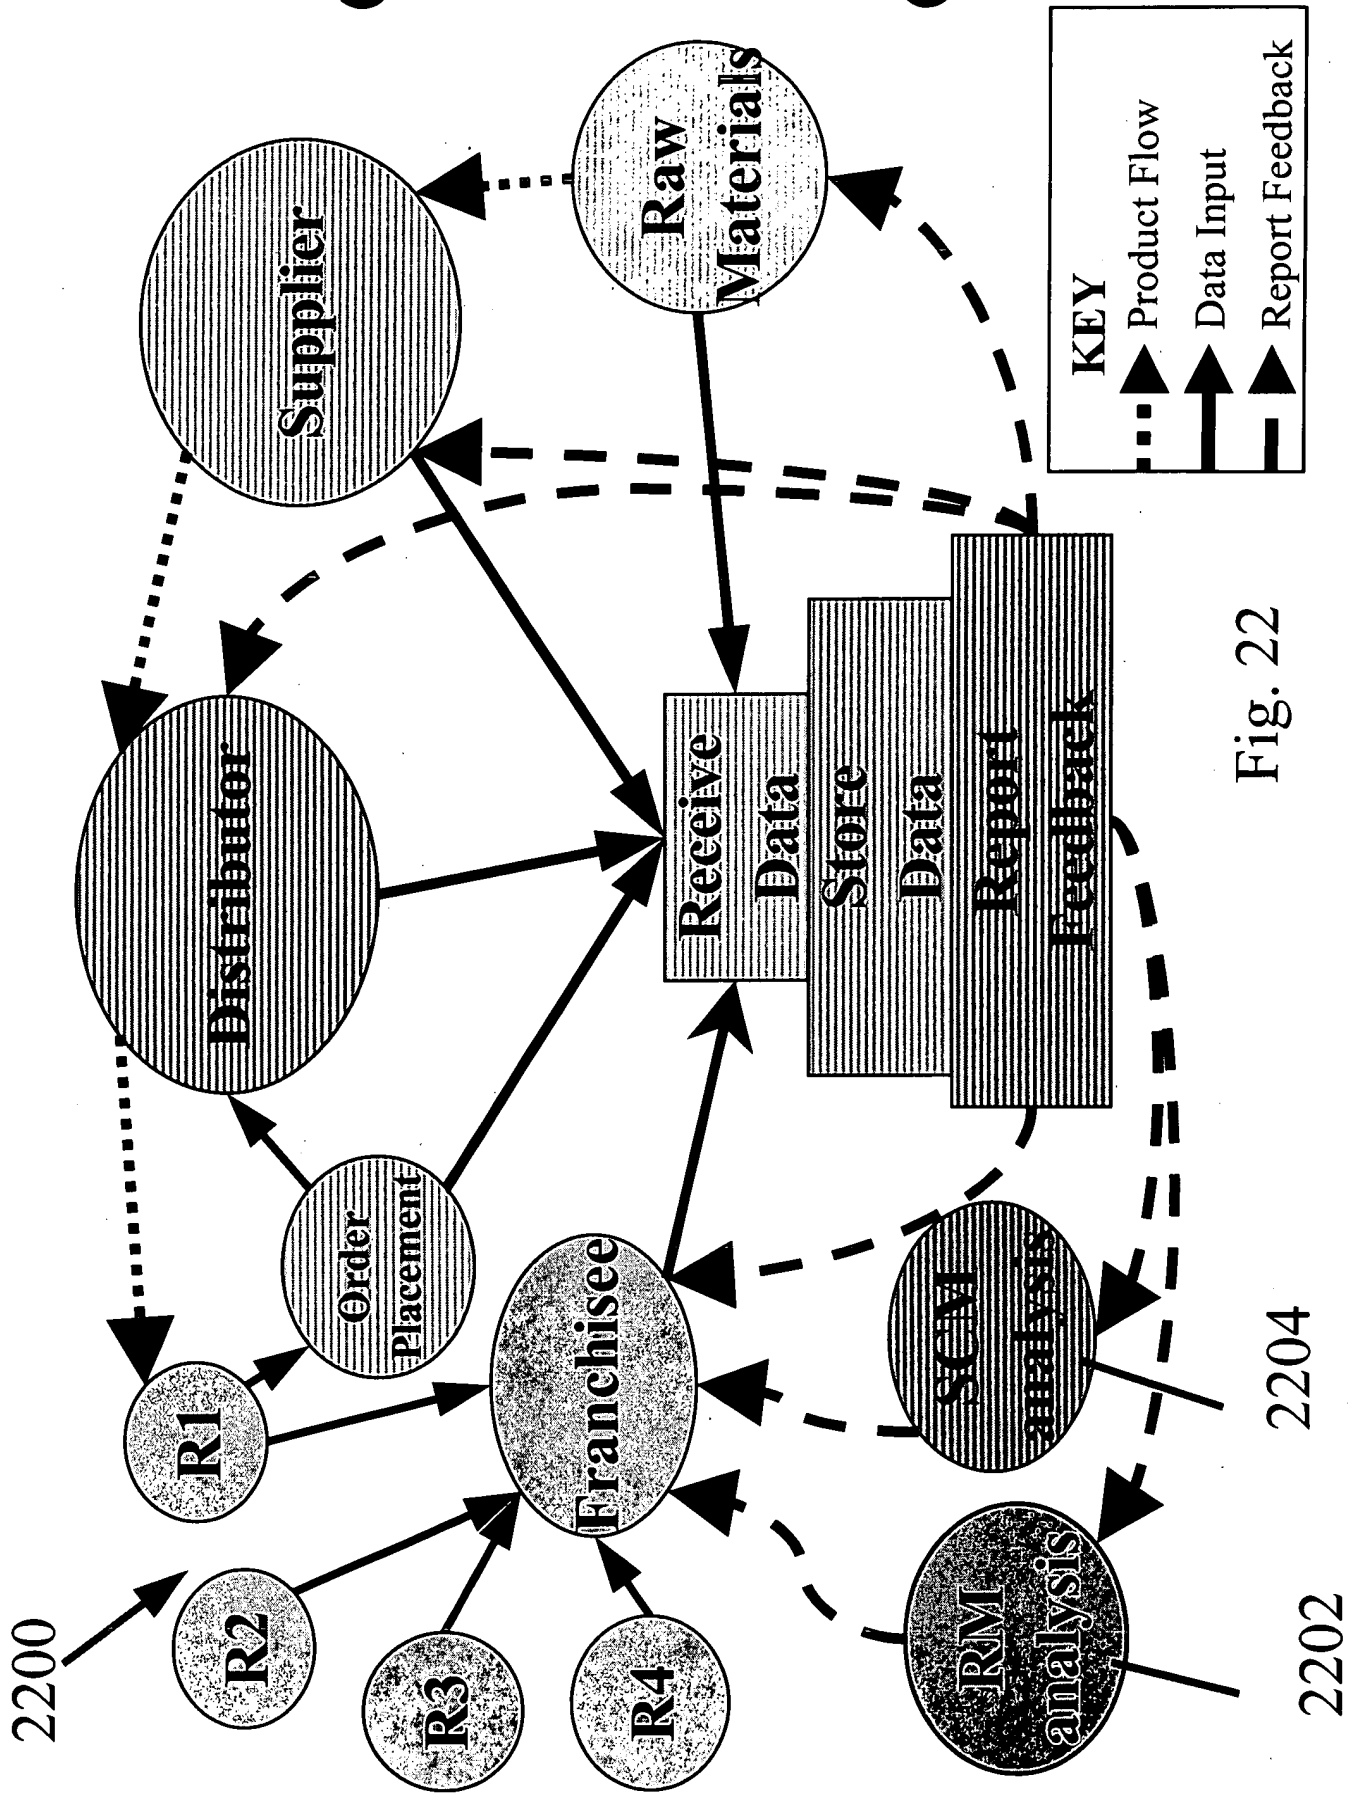 2200
R1
R2
R3
R4
Order
Placement
Distributor
Supplier
Franchisee
Raw
Materials
Receive
Data
Store
Data
Report
Feedback
RM
analysis
SCM
analysis
2202
2204
Fig. 22
KEY
Product Flow
Data Input
Report Feedback